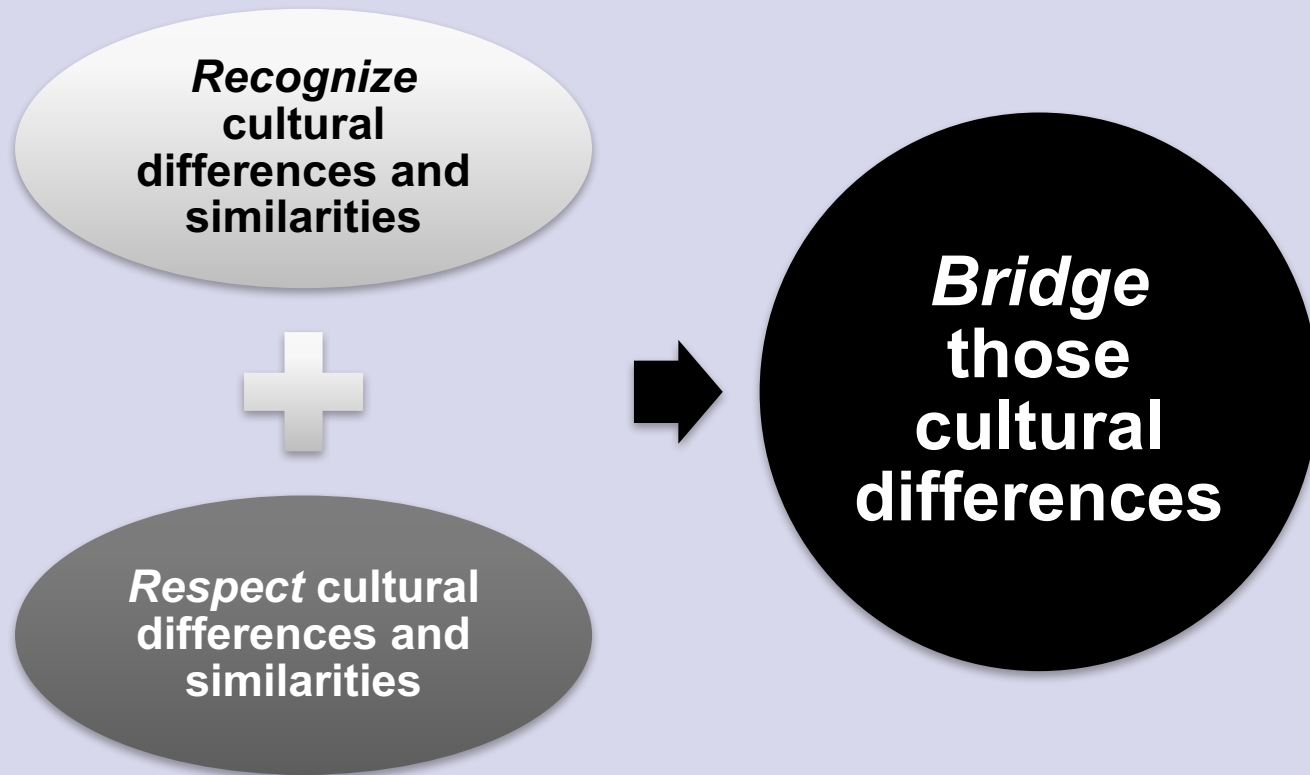 Recognize
cultural
differences and
similarities
Respect cultural
differences and
similarities
Bridge
those
cultural
differences